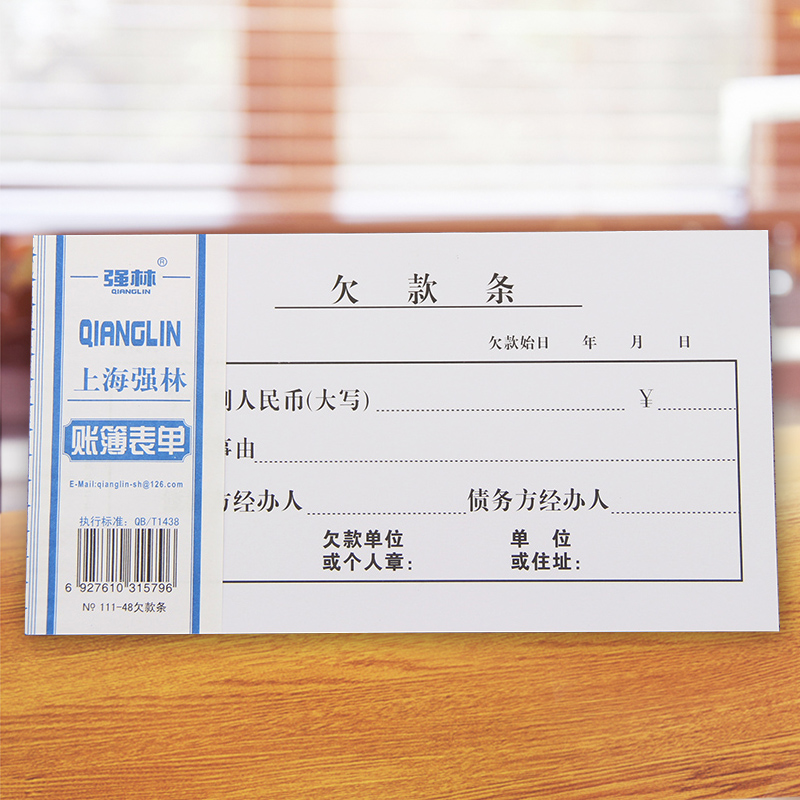 强林®
QIANGLIN
QIANGLIN
上海强林
账簿表单
E-Mail:qianglin-sh@126.com
执行标准: QB/T1438
6 927610 315796
№ 111-48欠款条
欠 款 条
欠款始日 年 月 日
人民币(大写) ¥
事由
方经办人 债务方经办人
欠款单位 单 位
或个人章: 或住址: